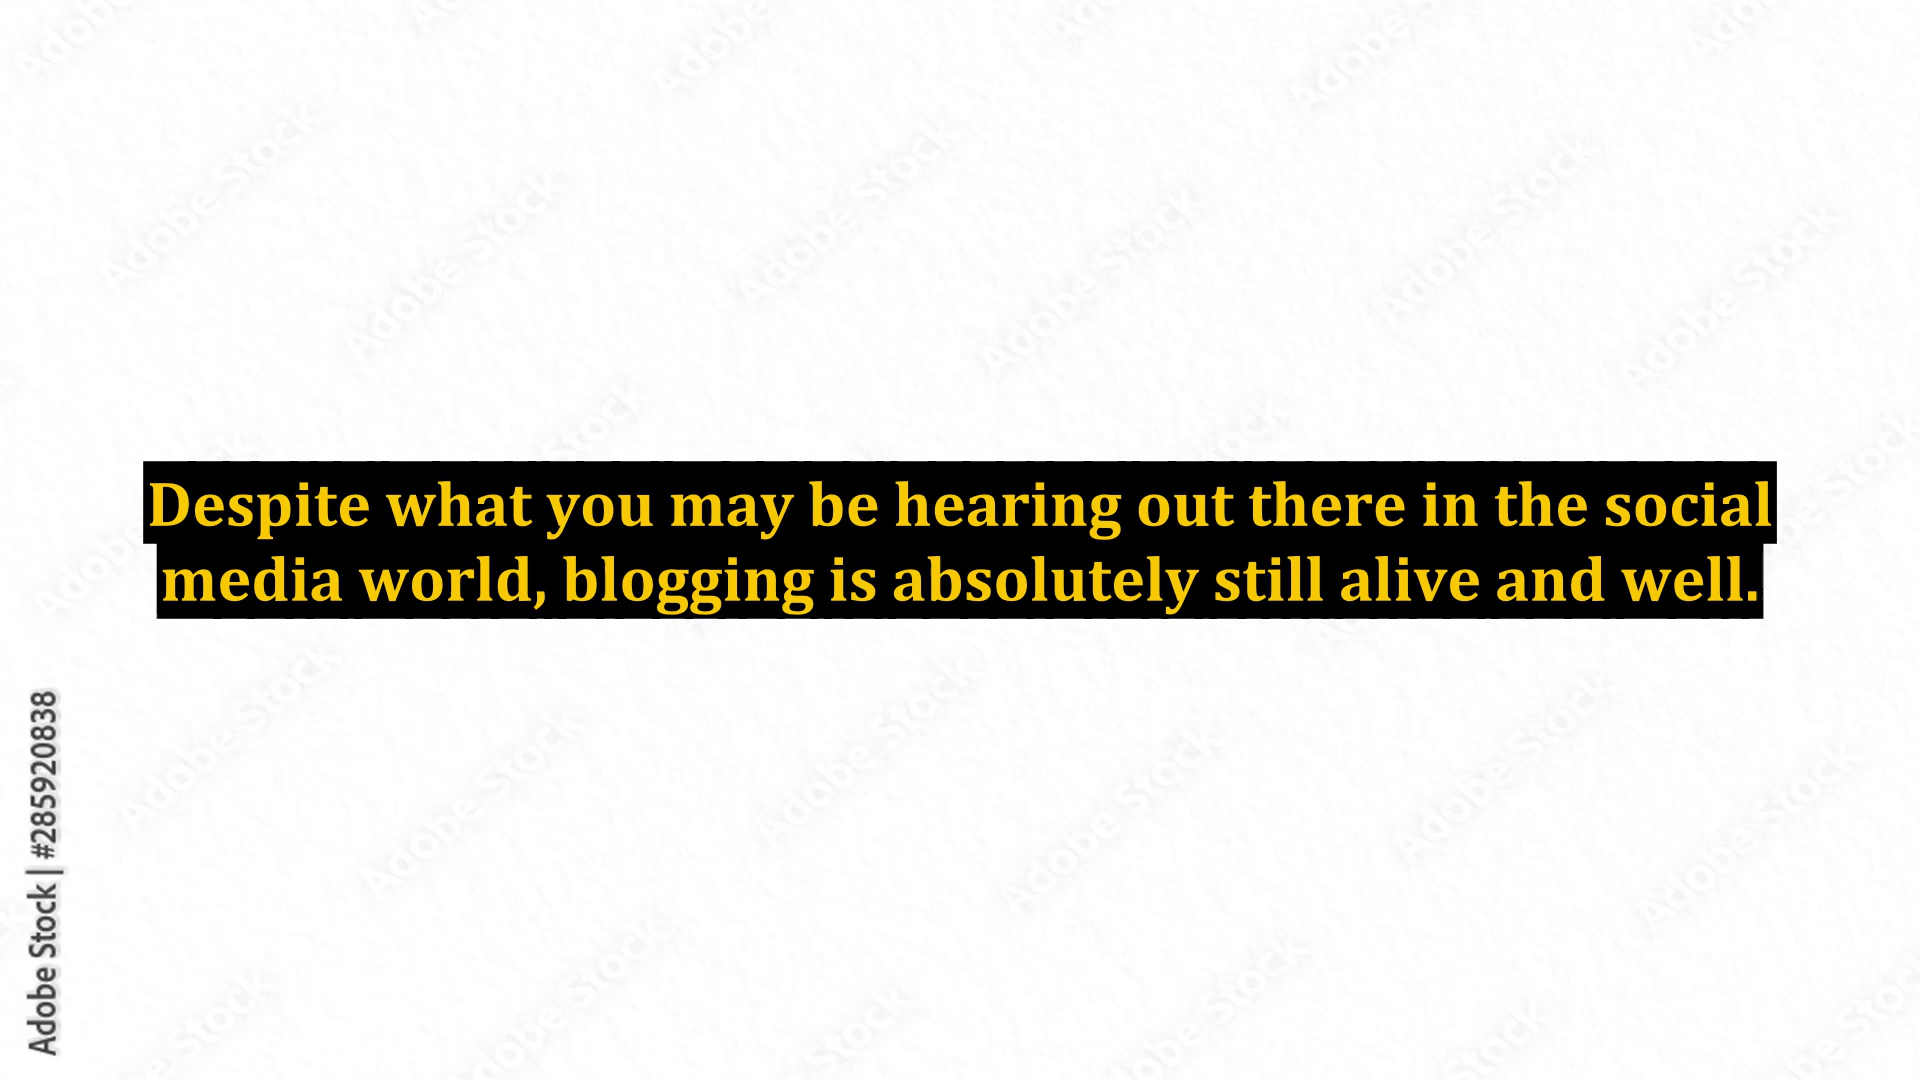 Despite what you may be hearing out there in the social
media world, blogging is absolutely still alive and well.
Adobe Stock | #285920838